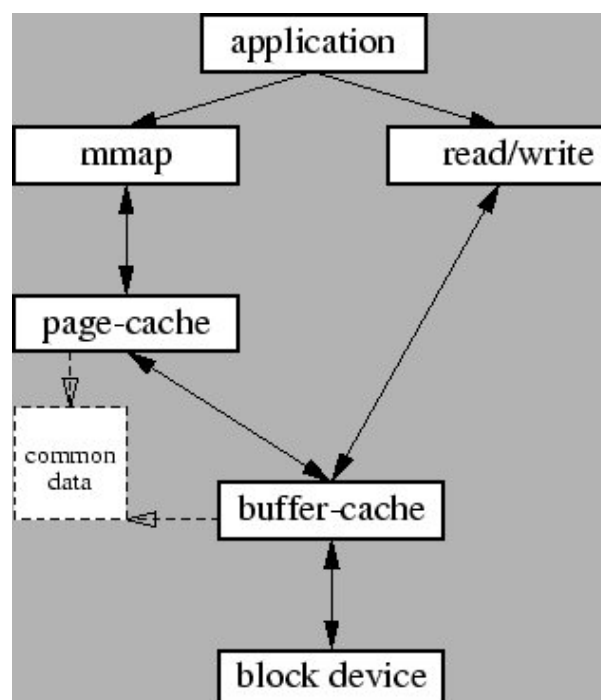 application
mmap
read/write
page-cache
common
data
buffer-cache
block device